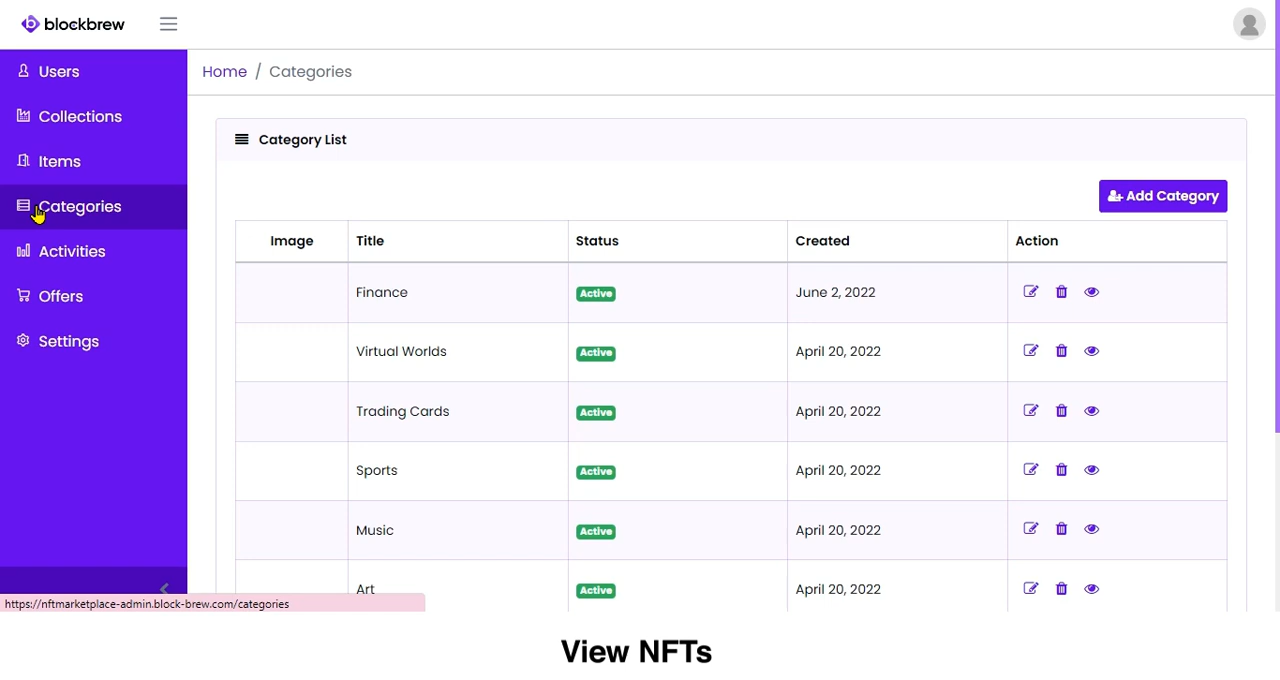 blockbrew
Users
Collections
Items
Categories
Activities
Offers
Settings
Home / Categories
Category List
Add Category
Image Title Status Created Action
Finance Active June 2, 2022
Virtual Worlds Active April 20, 2022
Trading Cards Active April 20, 2022
Sports Active April 20, 2022
Music Active April 20, 2022
Art Active April 20, 2022
https://nftmarketplace-admin.block-brew.com/categories
View NFTs